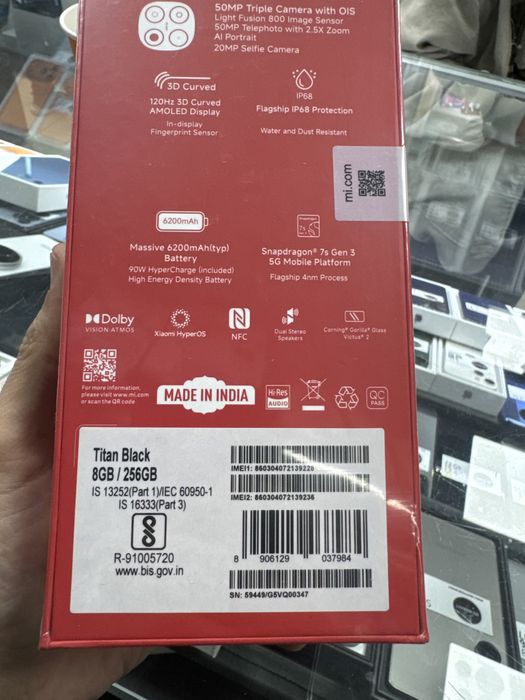 50MP Triple Camera with OIS
Light Fusion 800 Image Sensor
50MP Telephoto with 2.5X Zoom
AI Portrait
20MP Selfie Camera
3D Curved
120Hz 3D Curved
AMOLED Display
In-display
Fingerprint Sensor
IP68
Flagship IP68 Protection
Water and Dust Resistant
mi.com
6200mAh
Massive 6200mAh(typ)
Battery
90W HyperCharge (included)
High Energy Density Battery
Snapdragon® 7s Gen 3
5G Mobile Platform
Flagship 4nm Process
Dolby
VISION·ATMOS
Xiaomi HyperOS
NFC
Dual Stereo
Speakers
Corning® Gorilla® Glass
Victus® 2
For more information,
please visit www.mi.com
or scan the QR code
MADE IN INDIA
Hi-Res
AUDIO
QC
PASS
Titan Black
8GB / 256GB
IS 13252(Part 1)/IEC 60950-1
IS 16333(Part 3)
R-91005720
www.bis.gov.in
IMEI1: 860304072139228
IMEI2: 860304072139236
8 906129 037984
SN: 59449/G5VQ00347